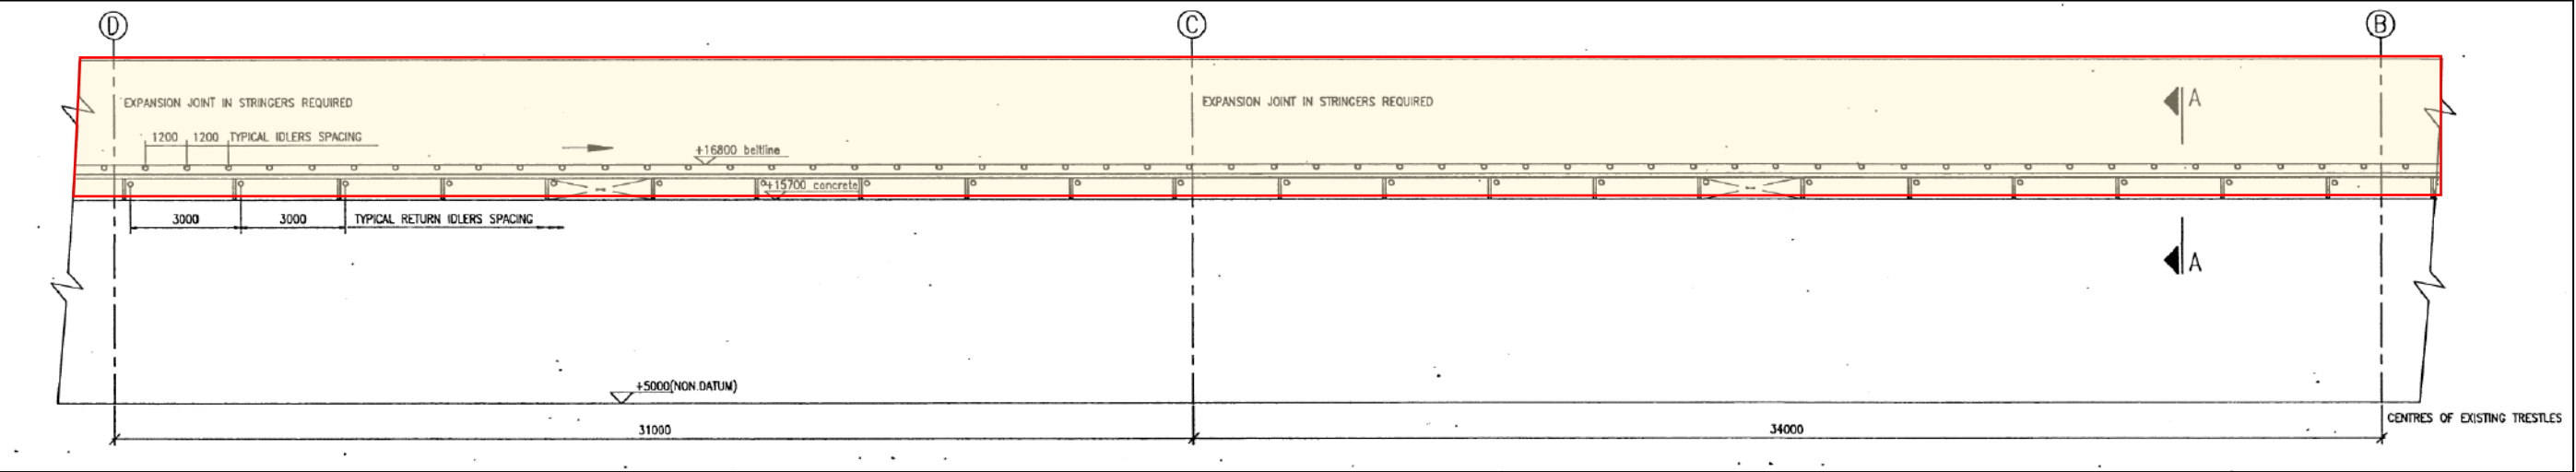 D C B
EXPANSION JOINT IN STRINGERS REQUIRED
EXPANSION JOINT IN STRINGERS REQUIRED
A
1200 1200 TYPICAL IDLERS SPACING
+16800 beltline
+15700 concrete
3000 3000 TYPICAL RETURN IDLERS SPACING
A
+5000(NON.DATUM)
CENTRES OF EXISTING TRESTLES
31000 34000